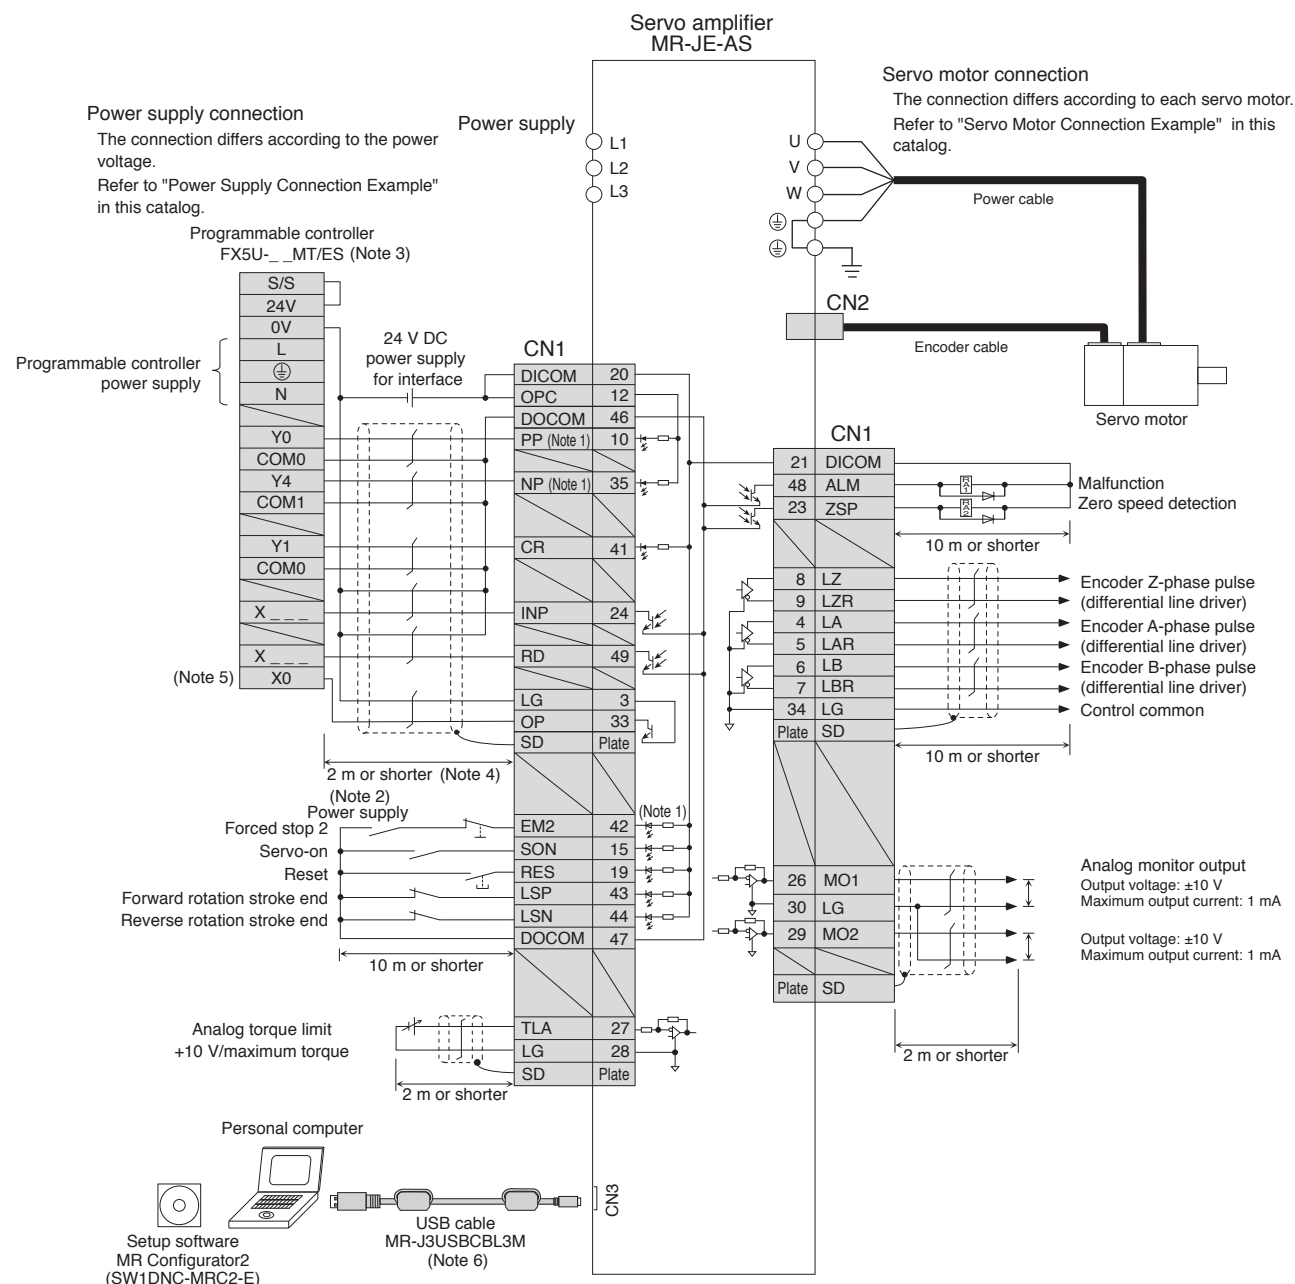 Servo amplifier
MR-JE-AS
Servo motor connection
The connection differs according to each servo motor.
Refer to "Servo Motor Connection Example" in this
catalog.
Power supply connection
The connection differs according to the power
voltage.
Refer to "Power Supply Connection Example"
in this catalog.
Power supply
L1
L2
L3
U
V
W
Power cable
CN2
Encoder cable
Servo motor
Programmable controller
FX5U-_ _MT/ES (Note 3)
S/S
24V
0V
L
N
Programmable controller
power supply
Y0
COM0
Y4
COM1
Y1
COM0
X _ _ _
X _ _ _
(Note 5) X0
24 V DC
power supply
for interface
CN1
DICOM 20
OPC 12
DOCOM 46
PP (Note 1) 10
NP (Note 1) 35
CR 41
INP 24
RD 49
LG 3
OP 33
SD Plate
2 m or shorter (Note 4)
(Note 2)
Power supply
(Note 1)
Forced stop 2 EM2 42
Servo-on SON 15
Reset RES 19
Forward rotation stroke end LSP 43
Reverse rotation stroke end LSN 44
DOCOM 47
10 m or shorter
Analog torque limit
+10 V/maximum torque
TLA 27
LG 28
SD Plate
2 m or shorter
CN1
21 DICOM
48 ALM RA1 Malfunction
23 ZSP RA2 Zero speed detection
10 m or shorter
8 LZ Encoder Z-phase pulse
9 LZR (differential line driver)
4 LA Encoder A-phase pulse
5 LAR (differential line driver)
6 LB Encoder B-phase pulse
7 LBR (differential line driver)
34 LG Control common
Plate SD
10 m or shorter
26 MO1
30 LG
29 MO2
Plate SD
Analog monitor output
Output voltage: ±10 V
Maximum output current: 1 mA
Output voltage: ±10 V
Maximum output current: 1 mA
2 m or shorter
Personal computer
CN3
USB cable
MR-J3USBCBL3M
(Note 6)
Setup software
MR Configurator2
(SW1DNC-MRC2-E)